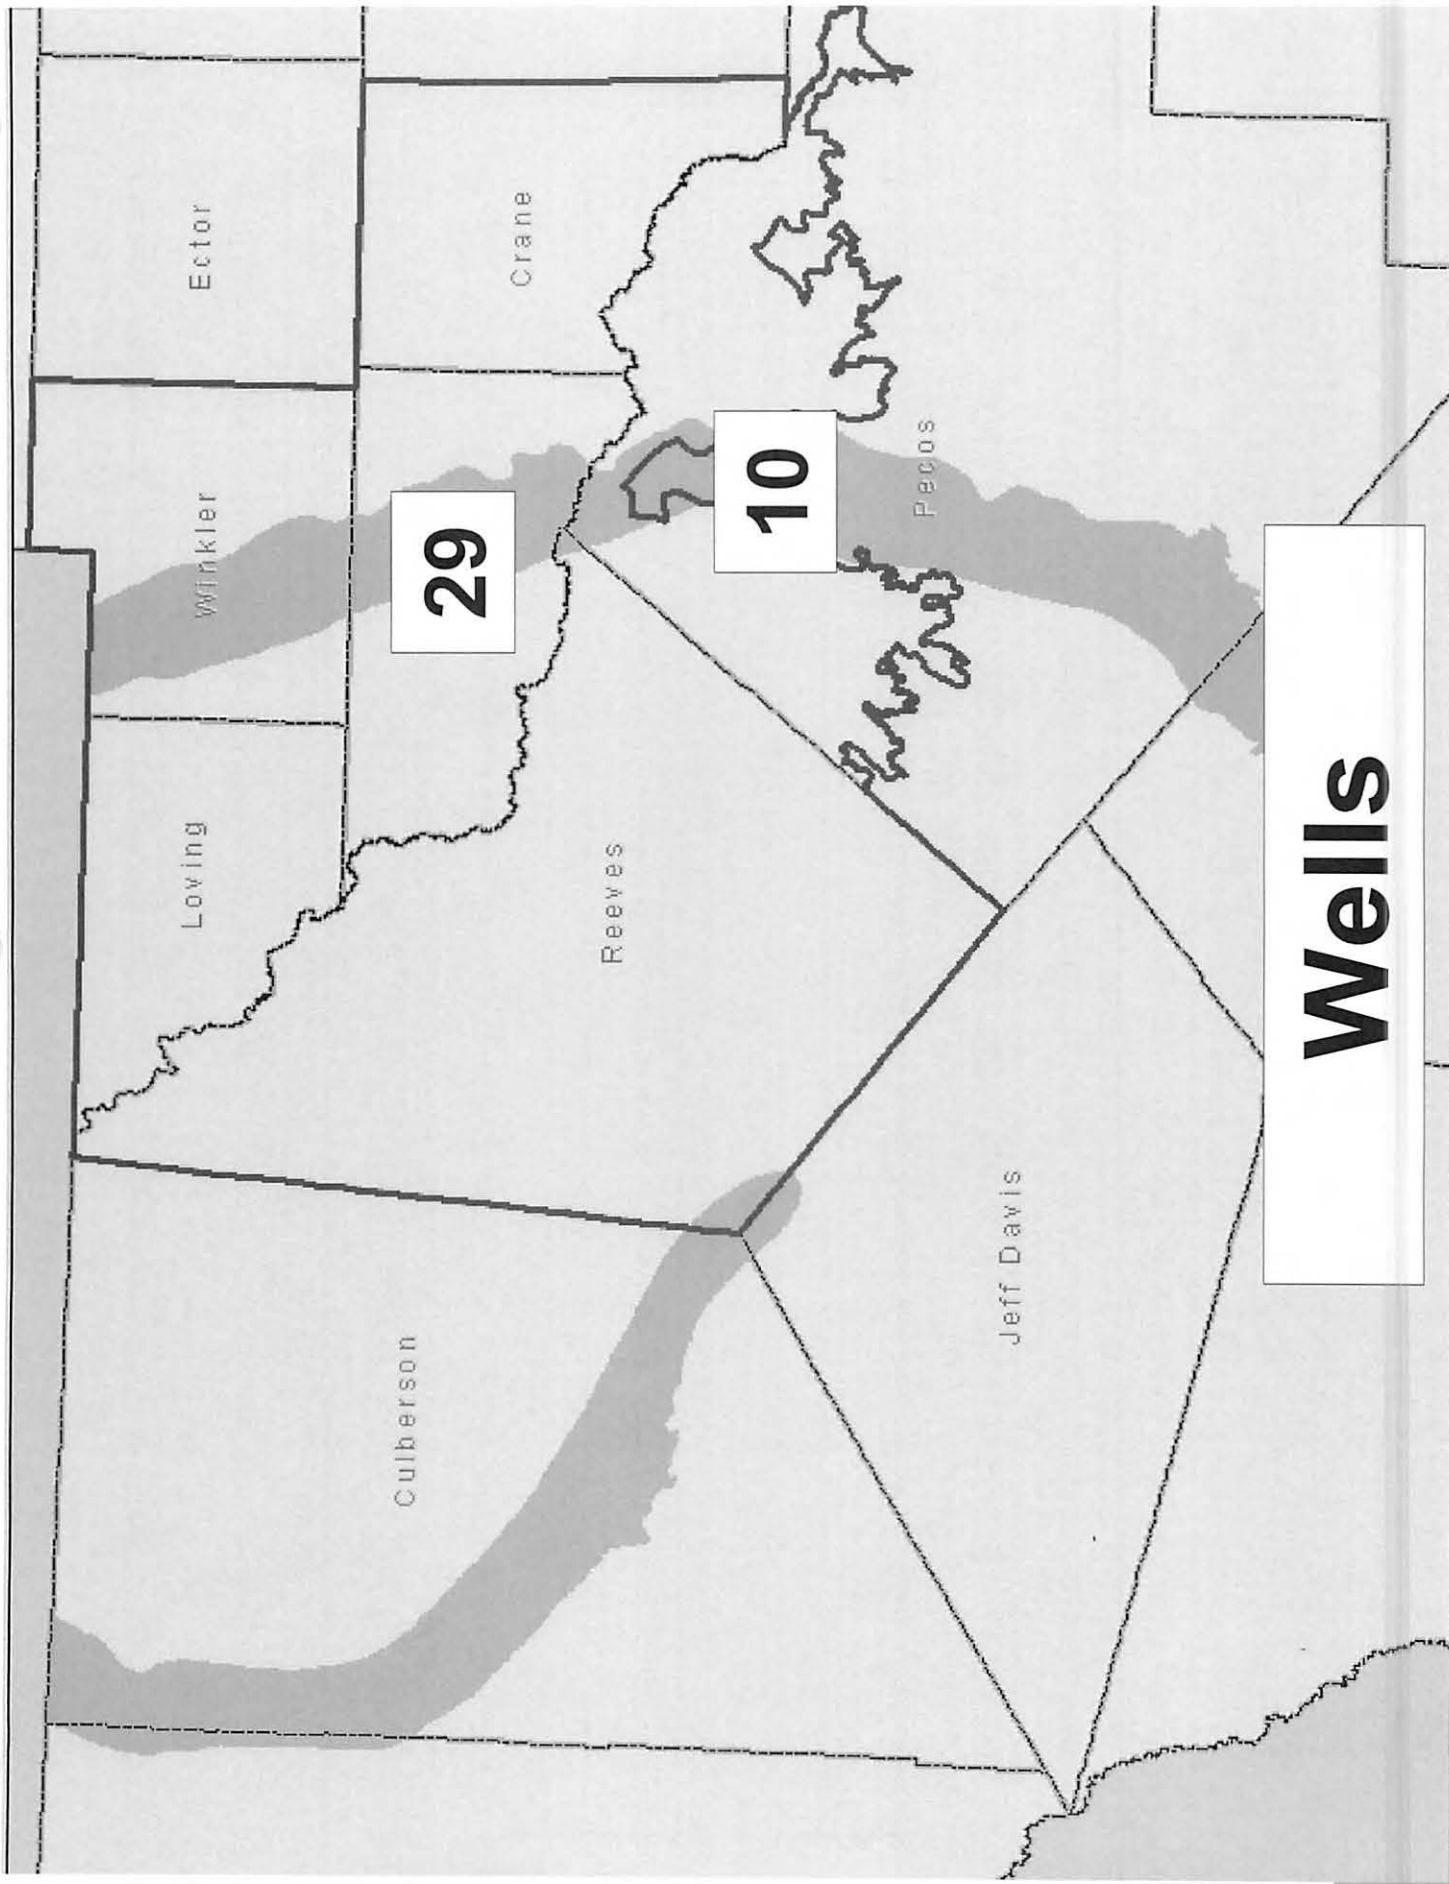 Loving
Winkler
Ector
Culberson
29
Crane
Reeves
10
Pecos
Jeff Davis
Wells